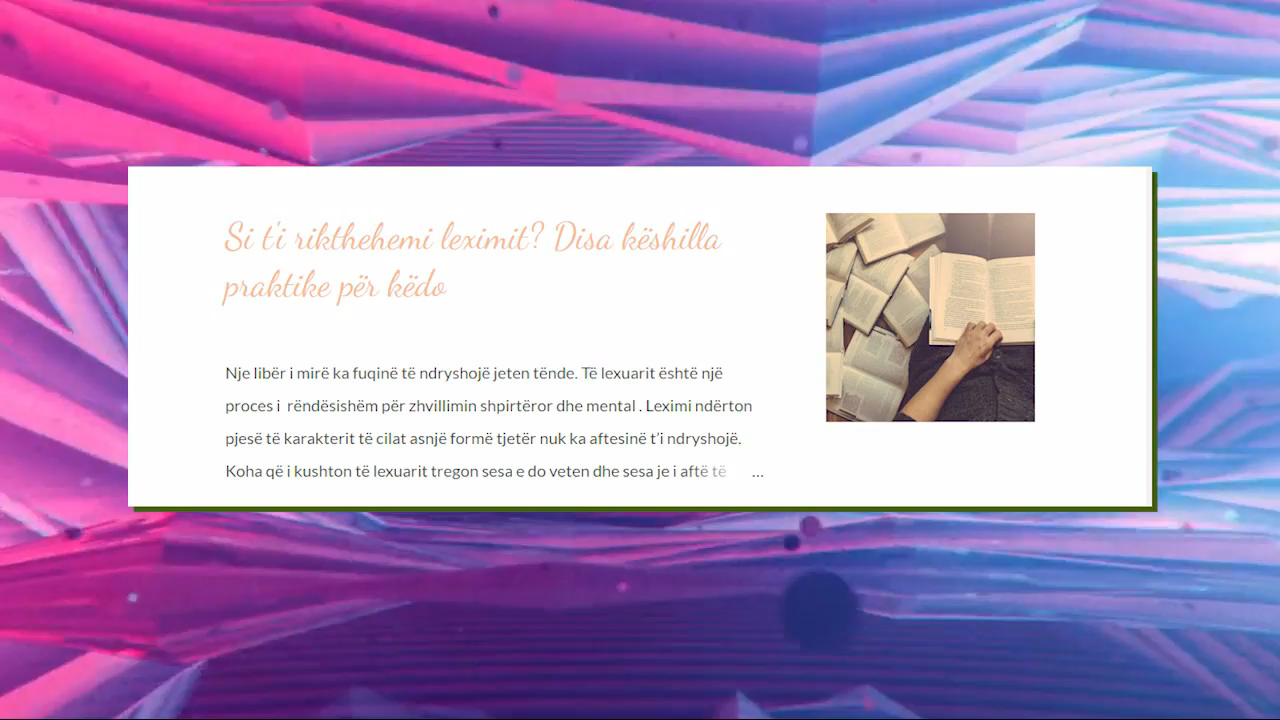 Si t'i rikthehemi leximit? Disa këshilla
praktike për këdo
Nje libër i mirë ka fuqinë të ndryshojë jeten tënde. Të lexuarit është një
proces i rëndësishëm për zhvillimin shpirtëror dhe mental . Leximi ndërton
pjesë të karakterit të cilat asnjë formë tjetër nuk ka aftesinë t'i ndryshojë.
Koha që i kushton të lexuarit tregon sesa e do veten dhe sesa je i aftë të ...